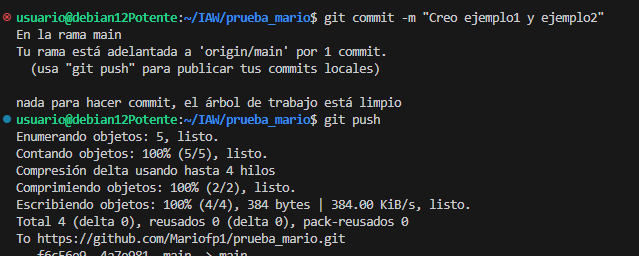 usuario@debian12Potente:~/IAW/prueba_mario$ git commit -m "Creo ejemplo1 y ejemplo2"
En la rama main
Tu rama está adelantada a 'origin/main' por 1 commit.
  (usa "git push" para publicar tus commits locales)

nada para hacer commit, el árbol de trabajo está limpio
usuario@debian12Potente:~/IAW/prueba_mario$ git push
Enumerando objetos: 5, listo.
Contando objetos: 100% (5/5), listo.
Compresión delta usando hasta 4 hilos
Comprimiendo objetos: 100% (2/2), listo.
Escribiendo objetos: 100% (4/4), 384 bytes | 384.00 KiB/s, listo.
Total 4 (delta 0), reusados 0 (delta 0), pack-reusados 0
To https://github.com/Mariofp1/prueba_mario.git
main -> main